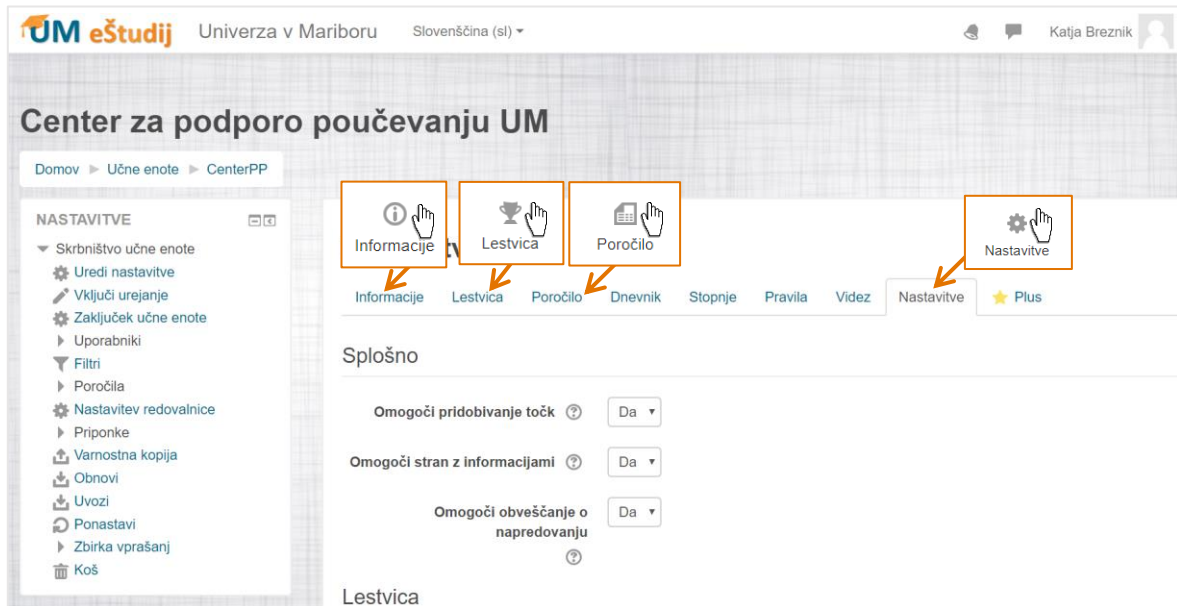 UM eŠtudij Univerza v Mariboru Slovenščina (sl) Katja Breznik
Center za podporo poučevanju UM
Domov Učne enote CenterPP
NASTAVITVE
Skrbništvo učne enote
Uredi nastavitve
Vključi urejanje
Zaključek učne enote
Uporabniki
Filtri
Poročila
Nastavitev redovalnice
Priponke
Varnostna kopija
Obnovi
Uvozi
Ponastavi
Zbirka vprašanj
Koš
Informacije Lestvica Poročilo Nastavitve
Informacije Lestvica Poročilo Dnevnik Stopnje Pravila Videz Nastavitve Plus
Splošno
Omogoči pridobivanje točk Da
Omogoči stran z informacijami Da
Omogoči obveščanje o Da
napredovanju
Lestvica